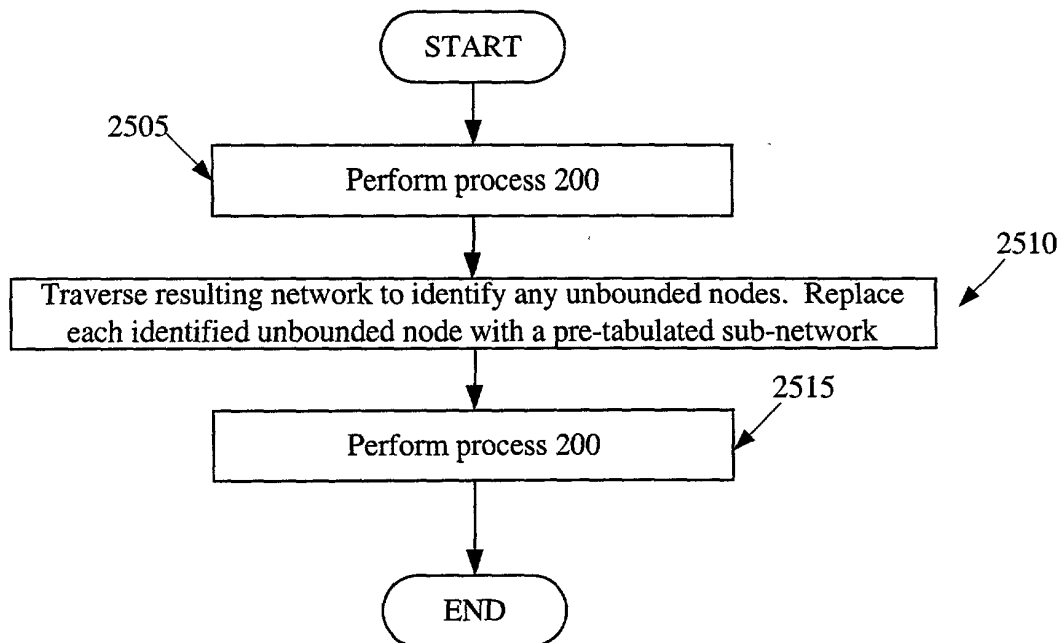 START
2505
Perform process 200
2510
Traverse resulting network to identify any unbounded nodes. Replace
each identified unbounded node with a pre-tabulated sub-network
2515
Perform process 200
END